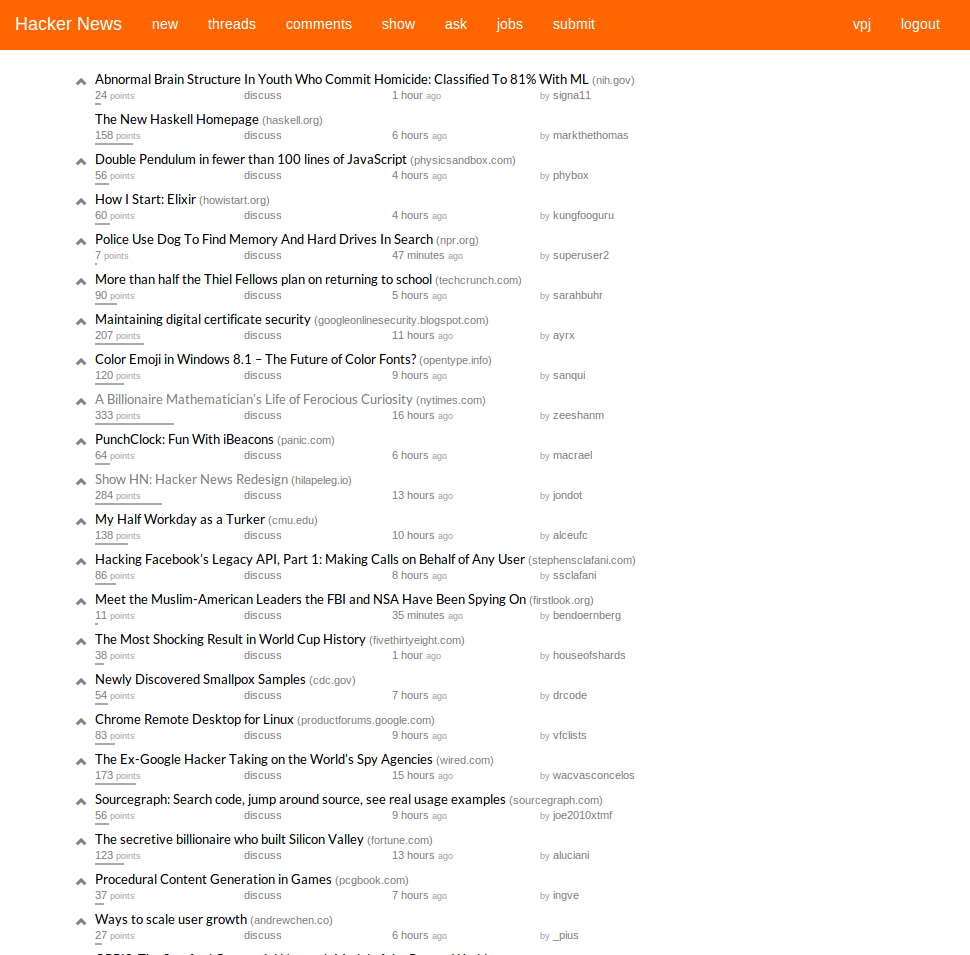 Hacker News new threads comments show ask jobs submit vpj logout
Abnormal Brain Structure In Youth Who Commit Homicide: Classified To 81% With ML (nih.gov)
24 points discuss 1 hour ago by signa11
The New Haskell Homepage (haskell.org)
158 points discuss 6 hours ago by markthethomas
Double Pendulum in fewer than 100 lines of JavaScript (physicsandbox.com)
56 points discuss 4 hours ago by phybox
How I Start: Elixir (howistart.org)
60 points discuss 4 hours ago by kungfooguru
Police Use Dog To Find Memory And Hard Drives In Search (npr.org)
7 points discuss 47 minutes ago by superuser2
More than half the Thiel Fellows plan on returning to school (techcrunch.com)
90 points discuss 5 hours ago by sarahbuhr
Maintaining digital certificate security (googleonlinesecurity.blogspot.com)
207 points discuss 11 hours ago by ayrx
Color Emoji in Windows 8.1 – The Future of Color Fonts? (opentype.info)
120 points discuss 9 hours ago by sanqui
A Billionaire Mathematician’s Life of Ferocious Curiosity (nytimes.com)
333 points discuss 16 hours ago by zeeshanm
PunchClock: Fun With iBeacons (panic.com)
64 points discuss 6 hours ago by macrael
Show HN: Hacker News Redesign (hilapeleg.io)
284 points discuss 13 hours ago by jondot
My Half Workday as a Turker (cmu.edu)
138 points discuss 10 hours ago by alceufc
Hacking Facebook’s Legacy API, Part 1: Making Calls on Behalf of Any User (stephensclafani.com)
86 points discuss 8 hours ago by ssclafani
Meet the Muslim-American Leaders the FBI and NSA Have Been Spying On (firstlook.org)
11 points discuss 35 minutes ago by bendoernberg
The Most Shocking Result in World Cup History (fivethirtyeight.com)
38 points discuss 1 hour ago by houseofshards
Newly Discovered Smallpox Samples (cdc.gov)
54 points discuss 7 hours ago by drcode
Chrome Remote Desktop for Linux (productforums.google.com)
83 points discuss 9 hours ago by vfclists
The Ex-Google Hacker Taking on the World’s Spy Agencies (wired.com)
173 points discuss 15 hours ago by wacvasconcelos
Sourcegraph: Search code, jump around source, see real usage examples (sourcegraph.com)
56 points discuss 9 hours ago by joe2010xtmf
The secretive billionaire who built Silicon Valley (fortune.com)
123 points discuss 13 hours ago by aluciani
Procedural Content Generation in Games (pcgbook.com)
37 points discuss 7 hours ago by ingve
Ways to scale user growth (andrewchen.co)
27 points discuss 6 hours ago by _pius